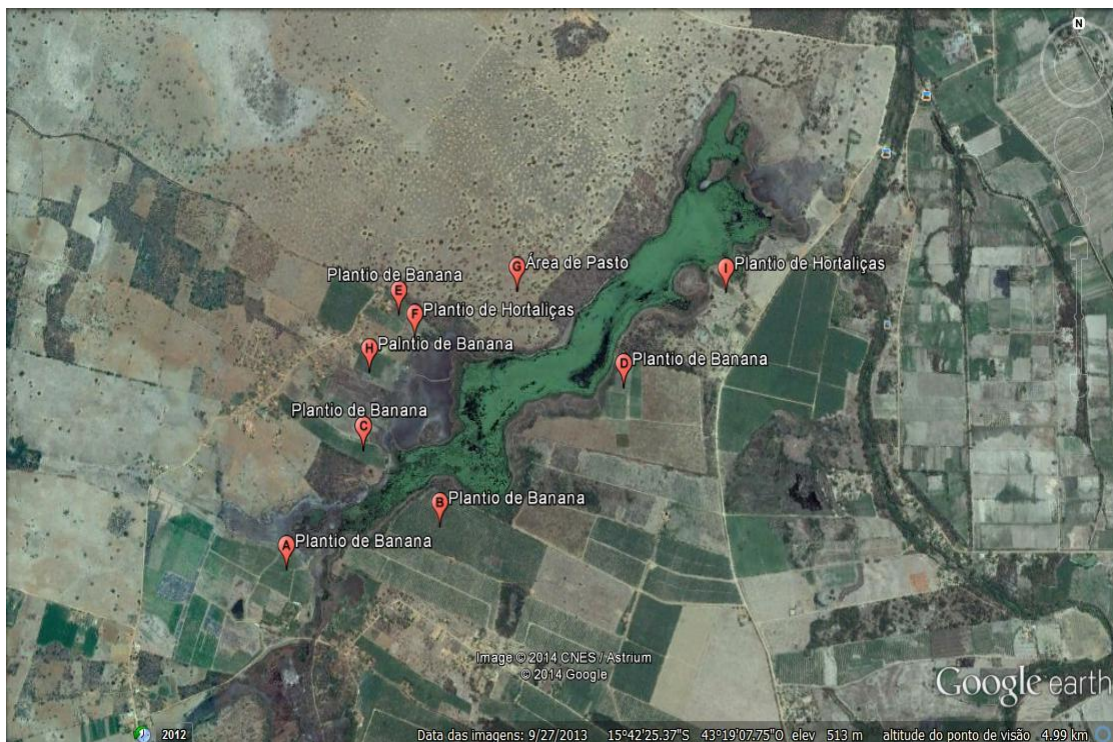 N
G Área de Pasto
I Plantio de Hortaliças
Plantio de Banana
E
F Plantio de Hortaliças
H Palntio de Banana
D Plantio de Banana
Plantio de Banana
C
B Plantio de Banana
A Plantio de Banana
Image © 2014 CNES / Astrium
© 2014 Google
Google earth
2012
Data das imagens: 9/27/2013 15°42'25.37"S 43°19'07.75"O elev 513 m altitude do ponto de visão 4.99 km